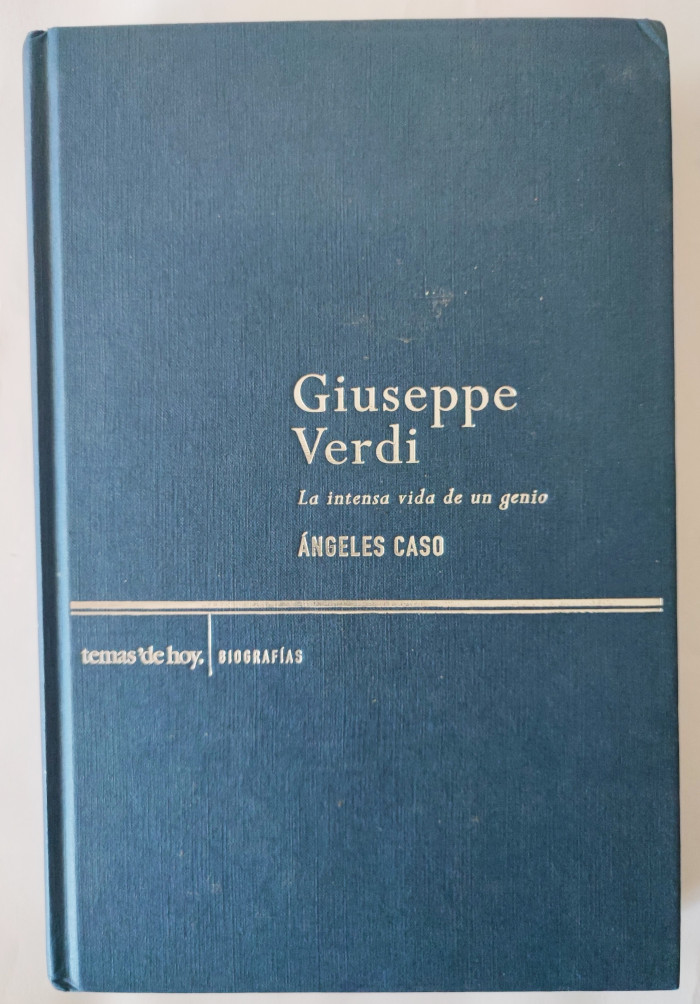 Giuseppe
Verdi
La intensa vida de un genio
ÁNGELES CASO
temas'de hoy. BIOGRAFÍAS